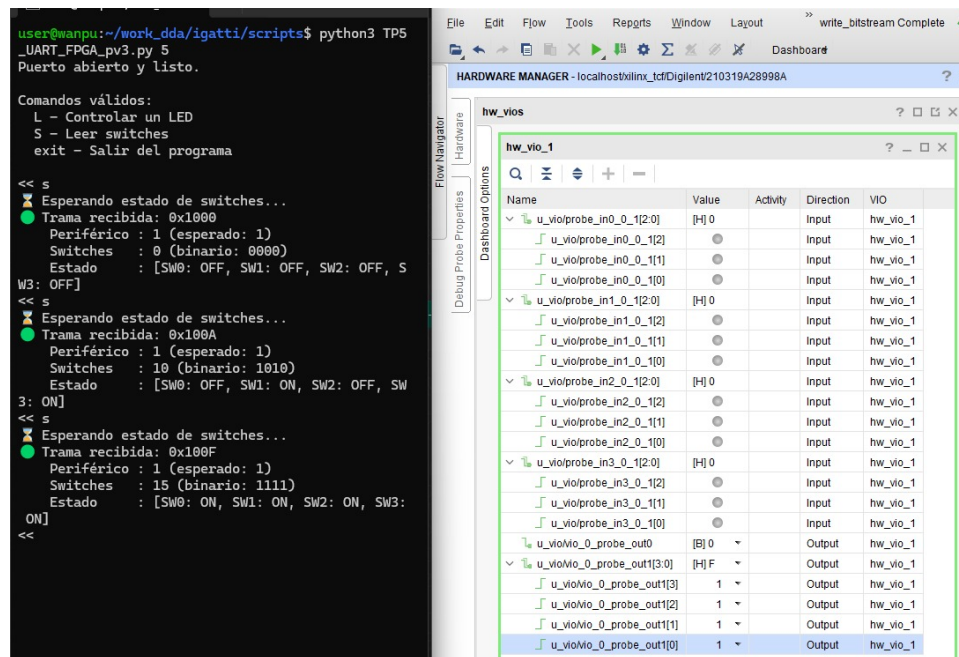 user@wanpu:~/work_dda/igatti/scripts$ python3 TP5
_UART_FPGA_pv3.py 5
Puerto abierto y listo.
Comandos válidos:
L – Controlar un LED
S – Leer switches
exit – Salir del programa
<< s
Esperando estado de switches...
Trama recibida: 0x1000
Periférico : 1 (esperado: 1)
Switches : 0 (binario: 0000)
Estado : [SW0: OFF, SW1: OFF, SW2: OFF, S
W3: OFF]
<< s
Esperando estado de switches...
Trama recibida: 0x100A
Periférico : 1 (esperado: 1)
Switches : 10 (binario: 1010)
Estado : [SW0: OFF, SW1: ON, SW2: OFF, SW
3: ON]
<< s
Esperando estado de switches...
Trama recibida: 0x100F
Periférico : 1 (esperado: 1)
Switches : 15 (binario: 1111)
Estado : [SW0: ON, SW1: ON, SW2: ON, SW3:
ON]
<<
File Edit Flow Tools Reports Window Layout » write_bitstream Complete
Dashboard
HARDWARE MANAGER - localhost/xilinx_tcf/Digilent/210319A28998A ?
Flow Navigator
Hardware
Debug Probe Properties
hw_vios ?
Dashboard Options
hw_vio_1 ?
Name Value Activity Direction VIO
u_vio/probe_in0_0_1[2:0] [H] 0 Input hw_vio_1
u_vio/probe_in0_0_1[2] Input hw_vio_1
u_vio/probe_in0_0_1[1] Input hw_vio_1
u_vio/probe_in0_0_1[0] Input hw_vio_1
u_vio/probe_in1_0_1[2:0] [H] 0 Input hw_vio_1
u_vio/probe_in1_0_1[2] Input hw_vio_1
u_vio/probe_in1_0_1[1] Input hw_vio_1
u_vio/probe_in1_0_1[0] Input hw_vio_1
u_vio/probe_in2_0_1[2:0] [H] 0 Input hw_vio_1
u_vio/probe_in2_0_1[2] Input hw_vio_1
u_vio/probe_in2_0_1[1] Input hw_vio_1
u_vio/probe_in2_0_1[0] Input hw_vio_1
u_vio/probe_in3_0_1[2:0] [H] 0 Input hw_vio_1
u_vio/probe_in3_0_1[2] Input hw_vio_1
u_vio/probe_in3_0_1[1] Input hw_vio_1
u_vio/probe_in3_0_1[0] Input hw_vio_1
u_vio/vio_0_probe_out0 [B] 0 Output hw_vio_1
u_vio/vio_0_probe_out1[3:0] [H] F Output hw_vio_1
u_vio/vio_0_probe_out1[3] 1 Output hw_vio_1
u_vio/vio_0_probe_out1[2] 1 Output hw_vio_1
u_vio/vio_0_probe_out1[1] 1 Output hw_vio_1
u_vio/vio_0_probe_out1[0] 1 Output hw_vio_1